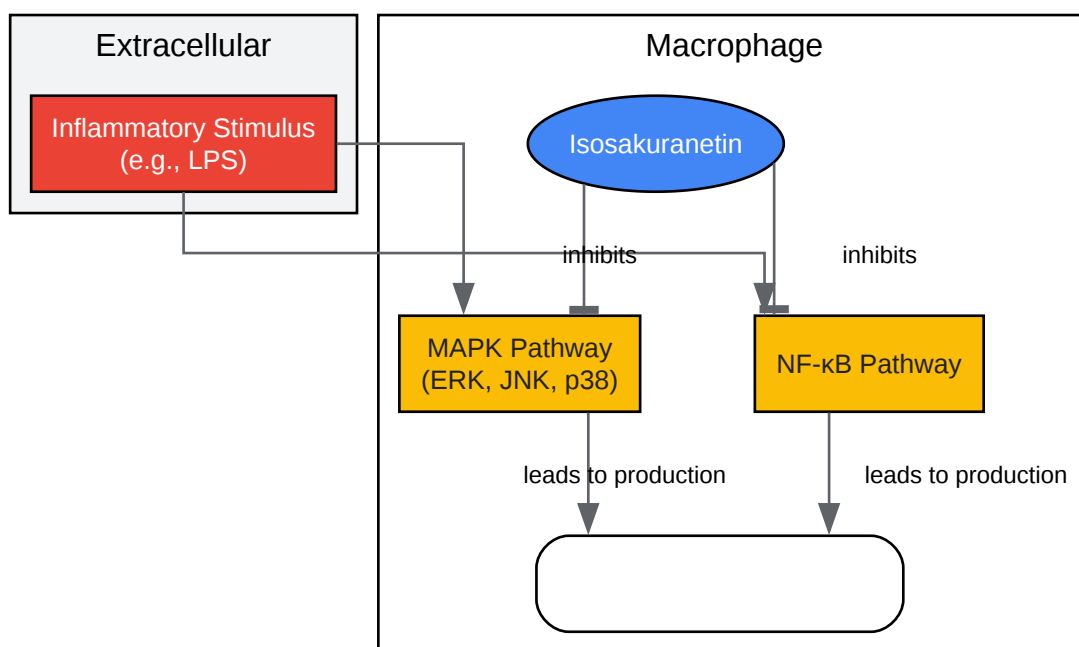 Extracellular
Macrophage
Inflammatory Stimulus
(e.g., LPS)
Isosakuranetin
inhibits
inhibits
MAPK Pathway
(ERK, JNK, p38)
NF-κB Pathway
leads to production
leads to production